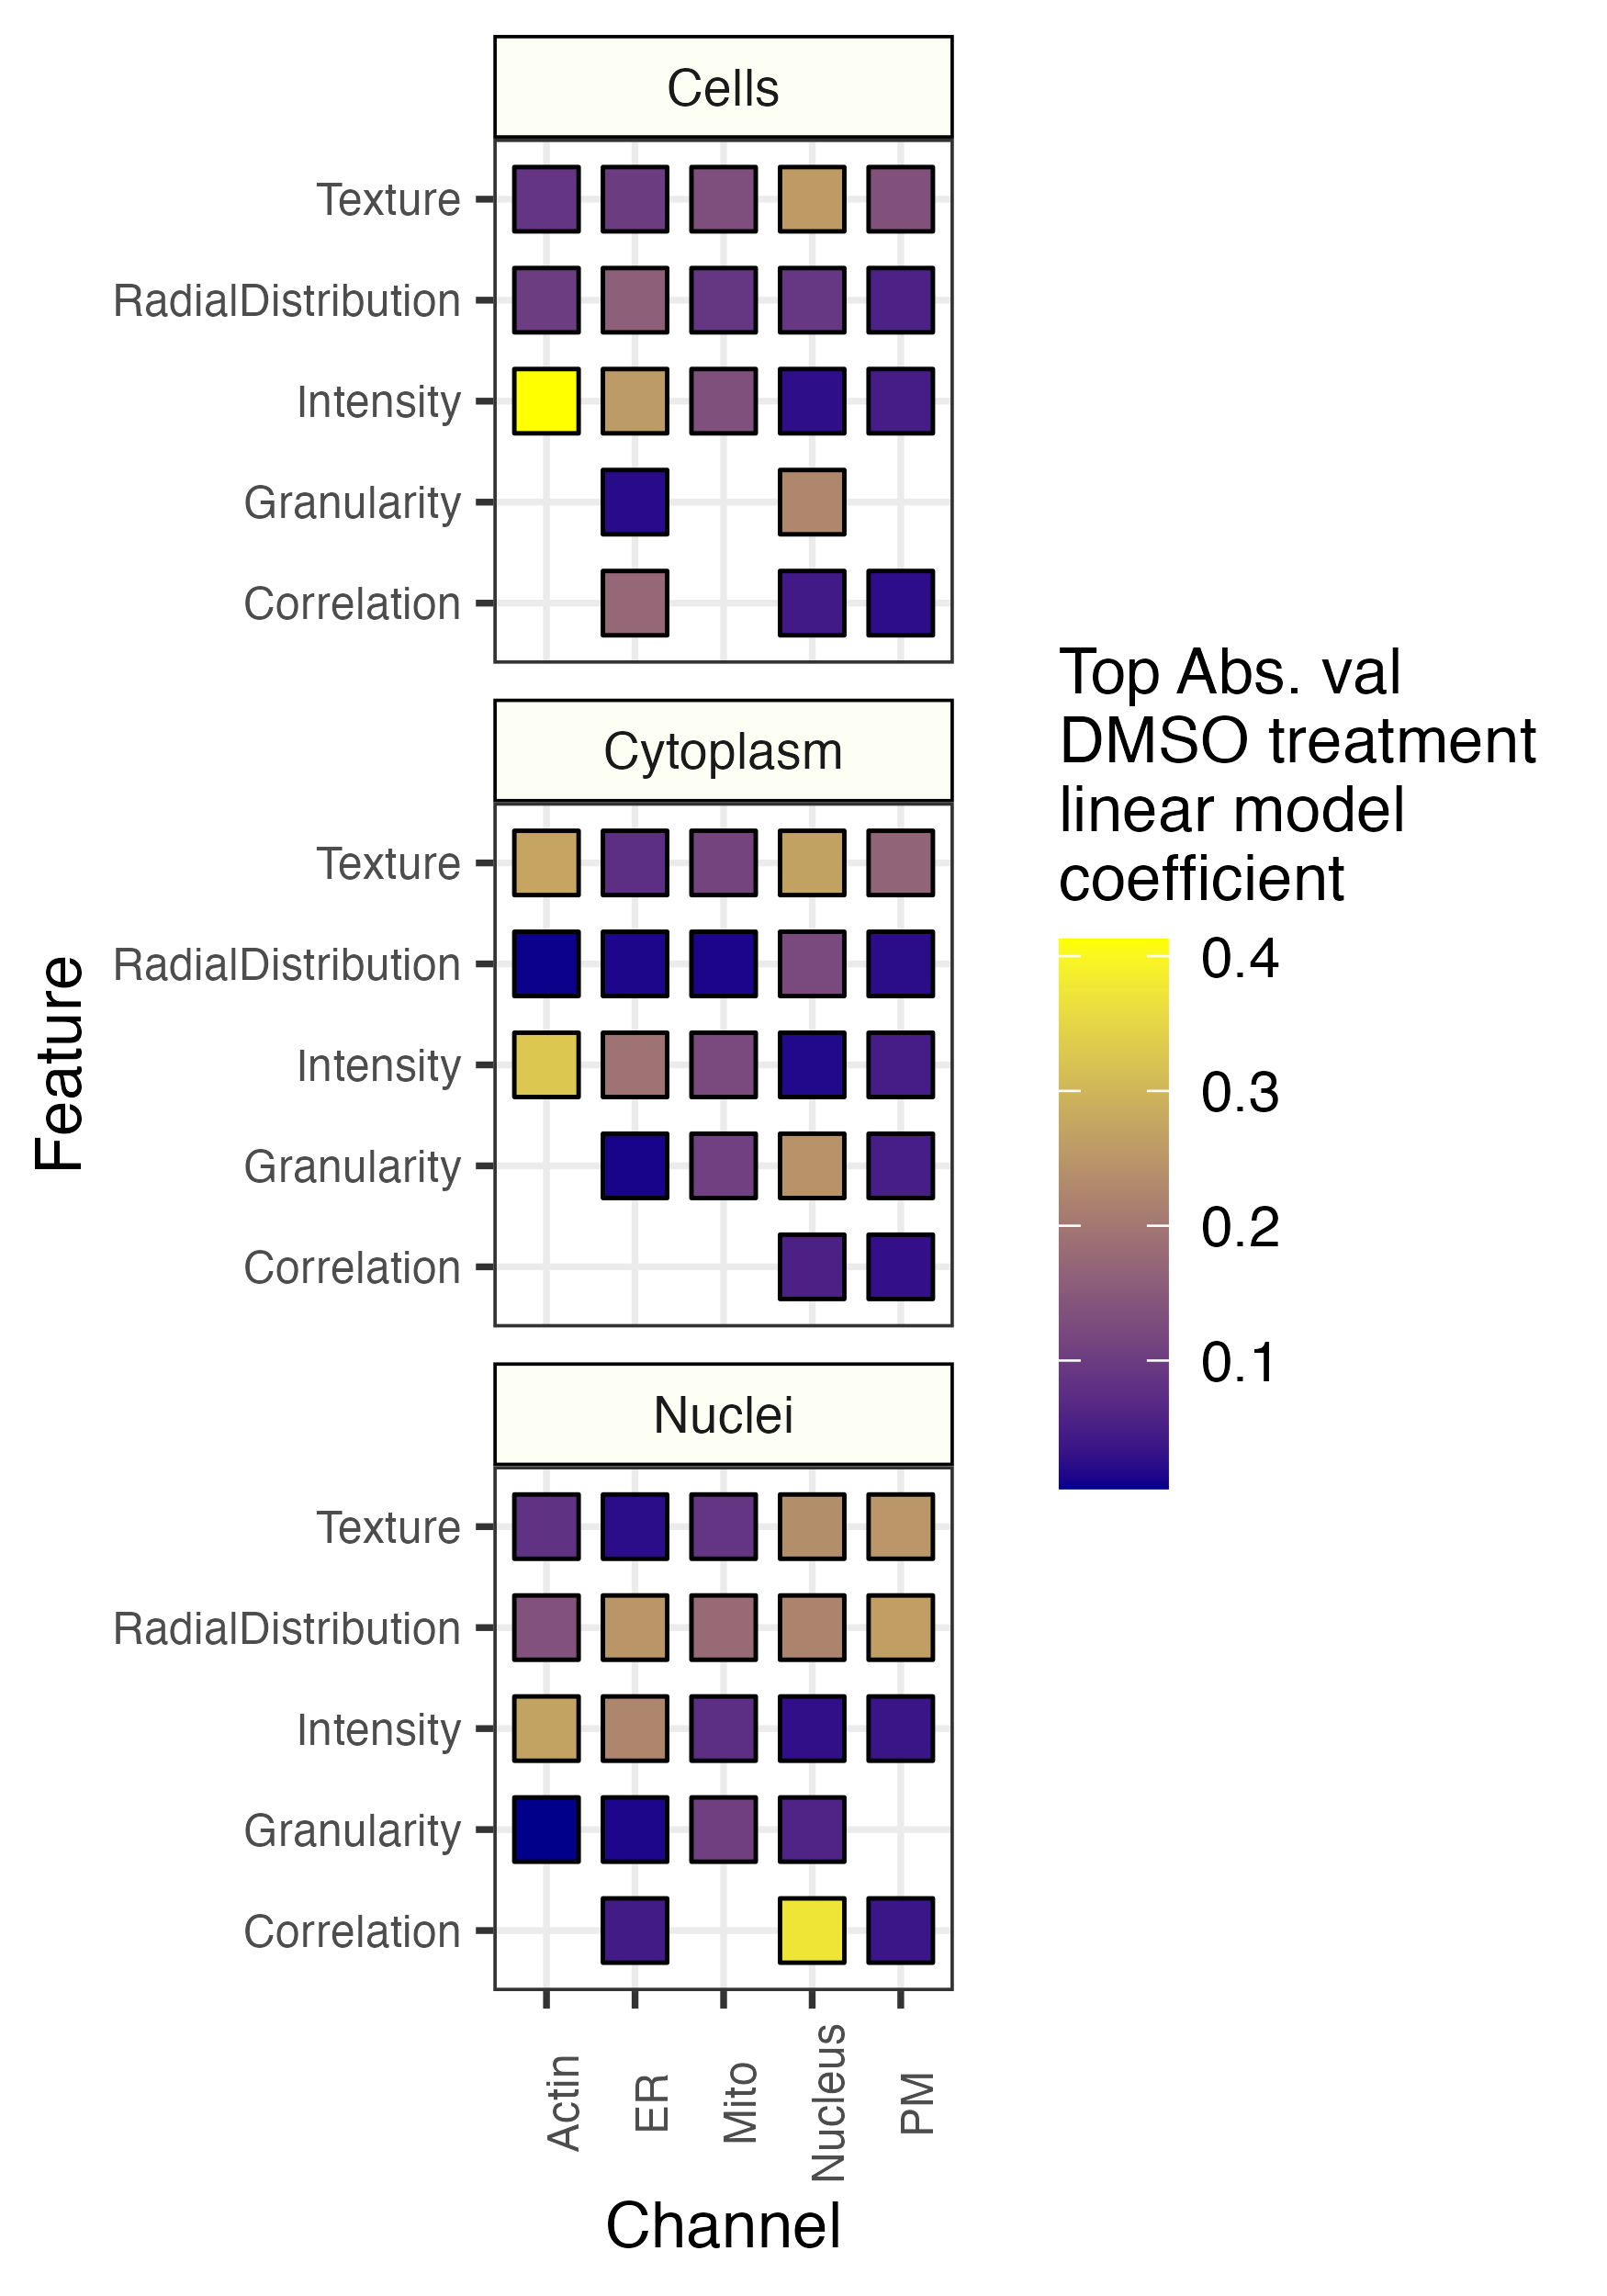 Cells
Texture
RadialDistribution
Intensity
Granularity
Correlation
Cytoplasm
Texture
RadialDistribution
Intensity
Granularity
Correlation
Nuclei
Texture
RadialDistribution
Intensity
Granularity
Correlation
Actin
ER
Mito
Nucleus
PM
Channel
Feature
Top Abs. val
DMSO treatment
linear model
coefficient
0.4
0.3
0.2
0.1